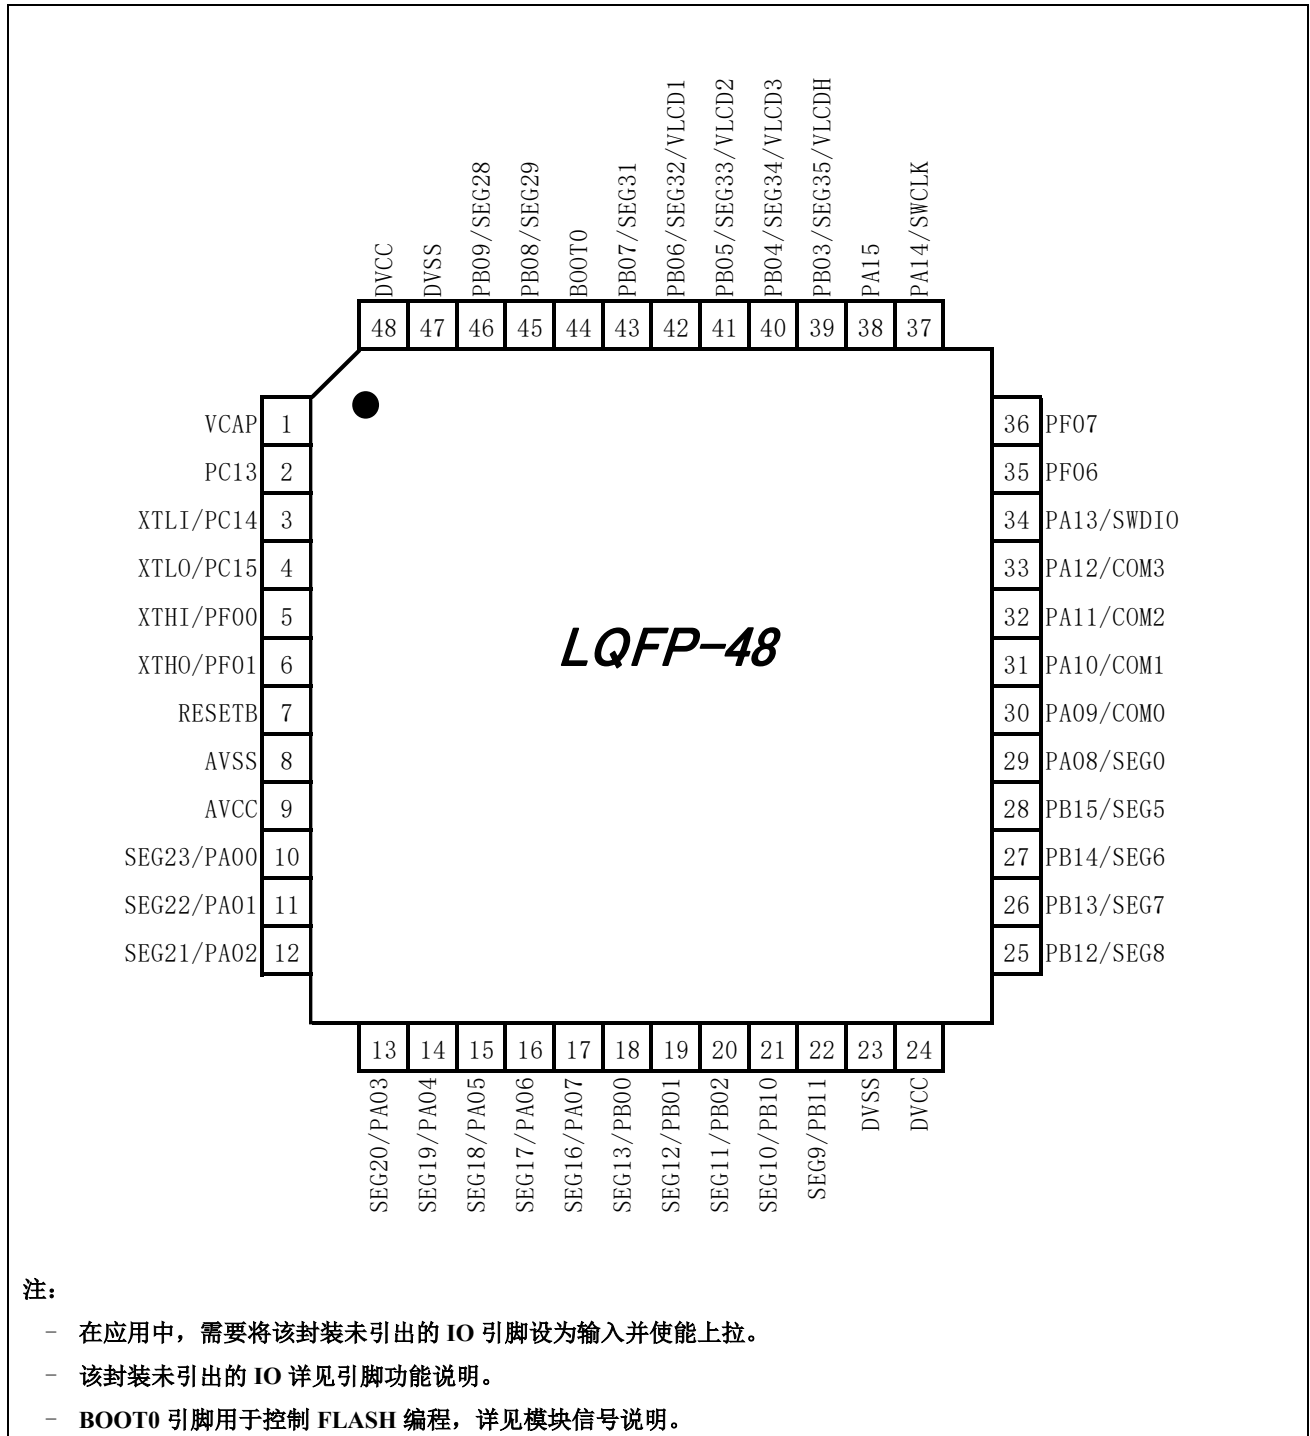 DVCC
DVSS
PB09/SEG28
PB08/SEG29
BOOT0
PB07/SEG31
PB06/SEG32/VLCD1
PB05/SEG33/VLCD2
PB04/SEG34/VLCD3
PB03/SEG35/VLCDH
PA15
PA14/SWCLK
48 47 46 45 44 43 42 41 40 39 38 37
VCAP 1
PC13 2
XTLI/PC14 3
XTLO/PC15 4
XTHI/PF00 5
XTHO/PF01 6
RESETB 7
AVSS 8
AVCC 9
SEG23/PA00 10
SEG22/PA01 11
SEG21/PA02 12
LQFP-48
36 PF07
35 PF06
34 PA13/SWDIO
33 PA12/COM3
32 PA11/COM2
31 PA10/COM1
30 PA09/COM0
29 PA08/SEG0
28 PB15/SEG5
27 PB14/SEG6
26 PB13/SEG7
25 PB12/SEG8
13 14 15 16 17 18 19 20 21 22 23 24
SEG20/PA03
SEG19/PA04
SEG18/PA05
SEG17/PA06
SEG16/PA07
SEG13/PB00
SEG12/PB01
SEG11/PB02
SEG10/PB10
SEG9/PB11
DVSS
DVCC
注：
－ 在应用中，需要将该封装未引出的 IO 引脚设为输入并使能上拉。
－ 该封装未引出的 IO 详见引脚功能说明。
－ BOOT0 引脚用于控制 FLASH 编程，详见模块信号说明。